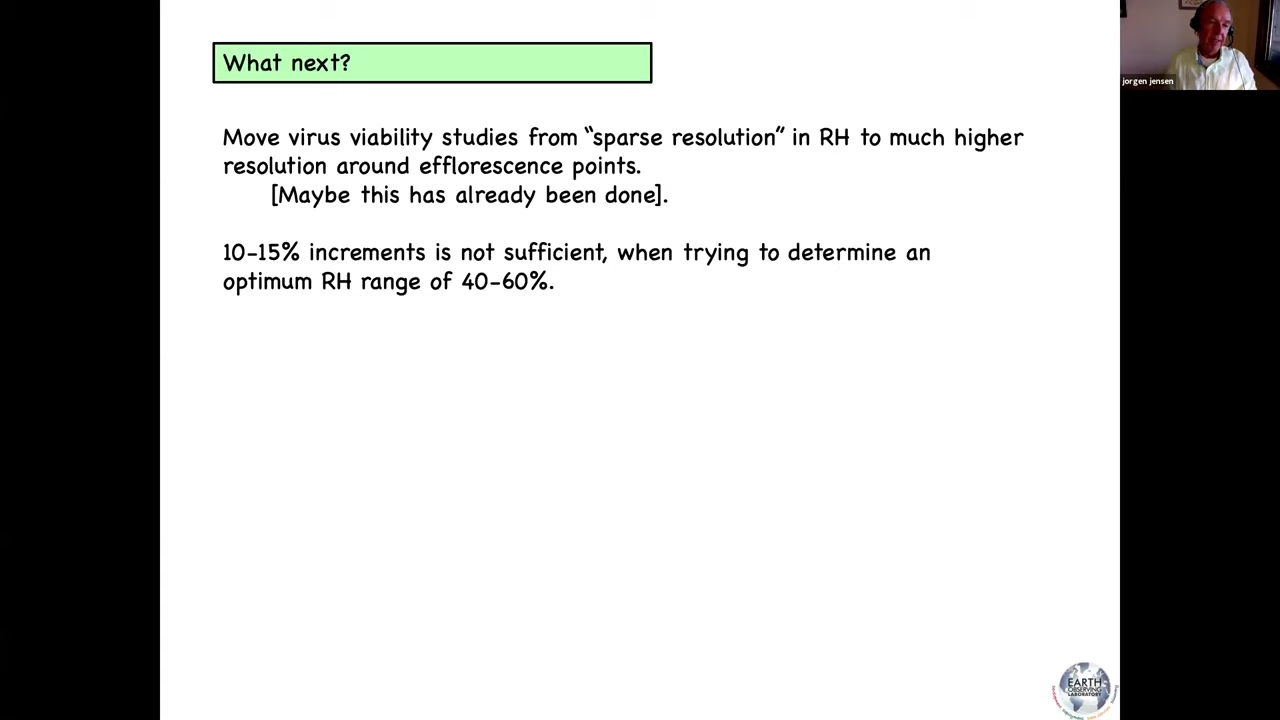 What next?
jorgen jensen
Move virus viability studies from “sparse resolution” in RH to much higher
resolution around efflorescence points.
[Maybe this has already been done].
10-15% increments is not sufficient, when trying to determine an
optimum RH range of 40-60%.
EARTH
OBSERVING
LABORATORY